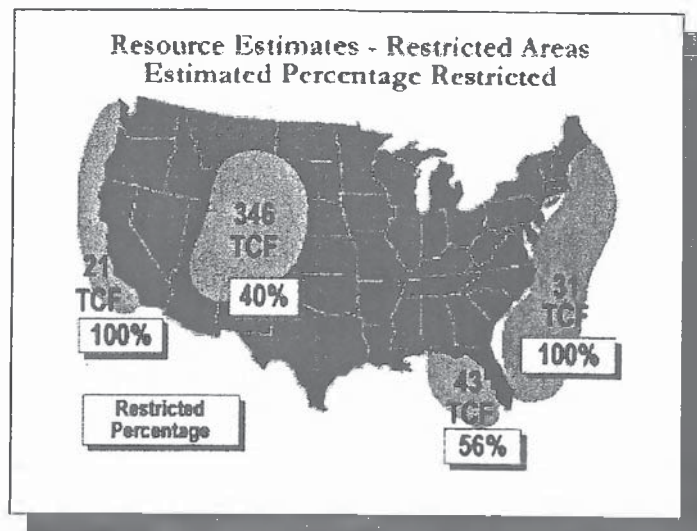 Resource Estimates - Restricted Areas
Estimated Percentage Restricted
346
TCF
40%
21
TCF
100%
31
TCF
100%
43
TCF
56%
Restricted
Percentage